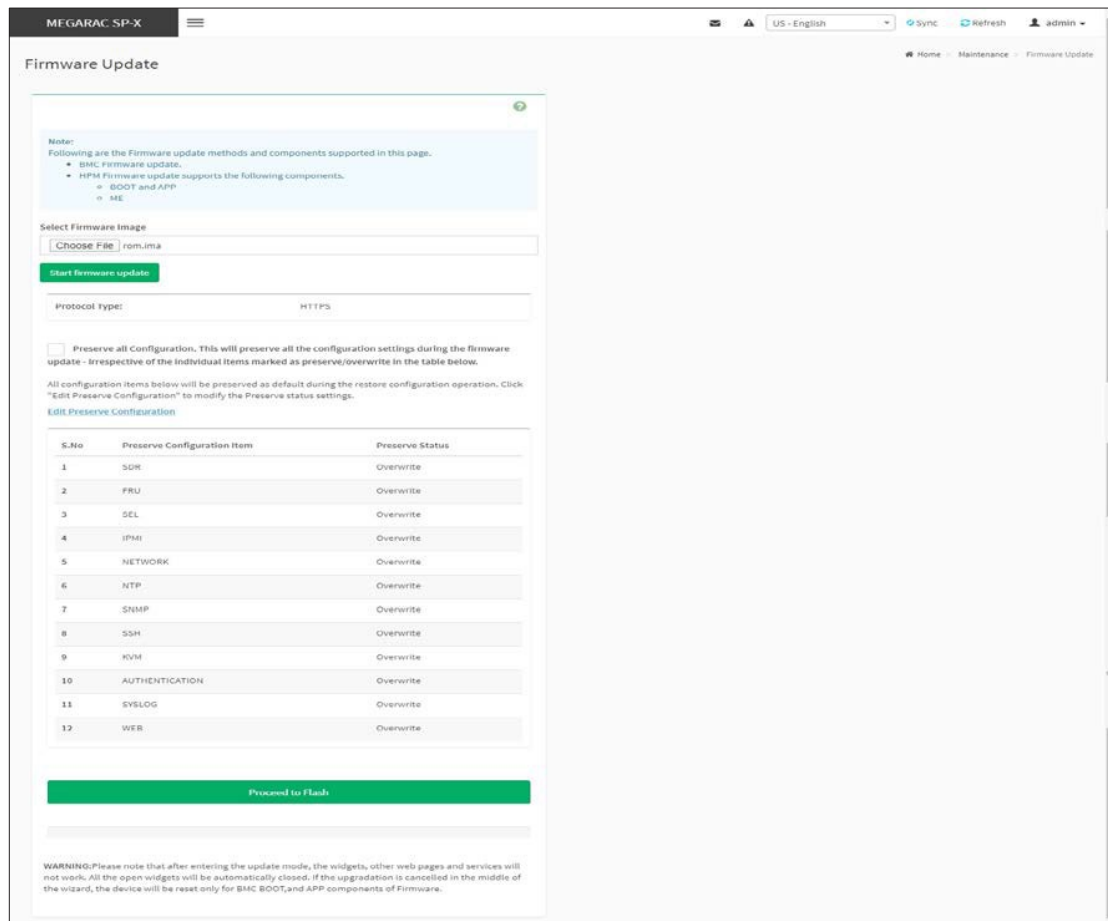 MEGARAC SP-X
US - English
Sync
Refresh
admin
Home
Maintenance
Firmware Update
Firmware Update
Note:
Following are the Firmware update methods and components supported in this page.
BMC Firmware update.
HPM Firmware update supports the following components.
BOOT and APP
ME
Select Firmware Image
Choose File rom.ima
Start firmware update
Protocol Type: HTTPS
Preserve all Configuration. This will preserve all the configuration settings during the firmware
update - irrespective of the individual items marked as preserve/overwrite in the table below.
All configuration items below will be preserved as default during the restore configuration operation. Click
"Edit Preserve Configuration" to modify the Preserve status settings.
Edit Preserve Configuration
S.No Preserve Configuration Item Preserve Status
1 SDR Overwrite
2 FRU Overwrite
3 SEL Overwrite
4 IPMI Overwrite
5 NETWORK Overwrite
6 NTP Overwrite
7 SNMP Overwrite
8 SSH Overwrite
9 KVM Overwrite
10 AUTHENTICATION Overwrite
11 SYSLOG Overwrite
12 WEB Overwrite
Proceed to Flash
WARNING:Please note that after entering the update mode, the widgets, other web pages and services will
not work. All the open widgets will be automatically closed. If the upgradation is cancelled in the middle of
the wizard, the device will be reset only for BMC BOOT,and APP components of Firmware.